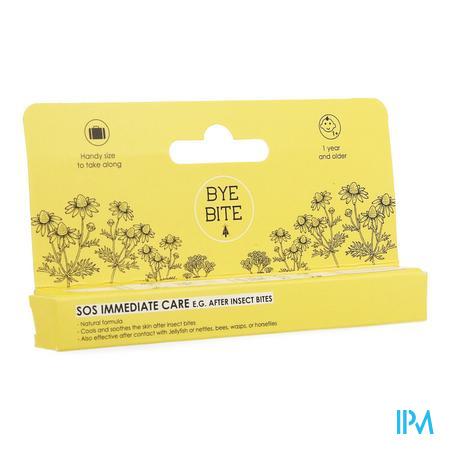 Handy size
to take along
1 year
and older
BYE
BITE
SOS IMMEDIATE CARE E.G. AFTER INSECT BITES
- Natural formula
- Cools and soothes the skin after insect bites
- Also effective after contact with Jellyfish or nettles, bees, wasps, or horseflies
IPM